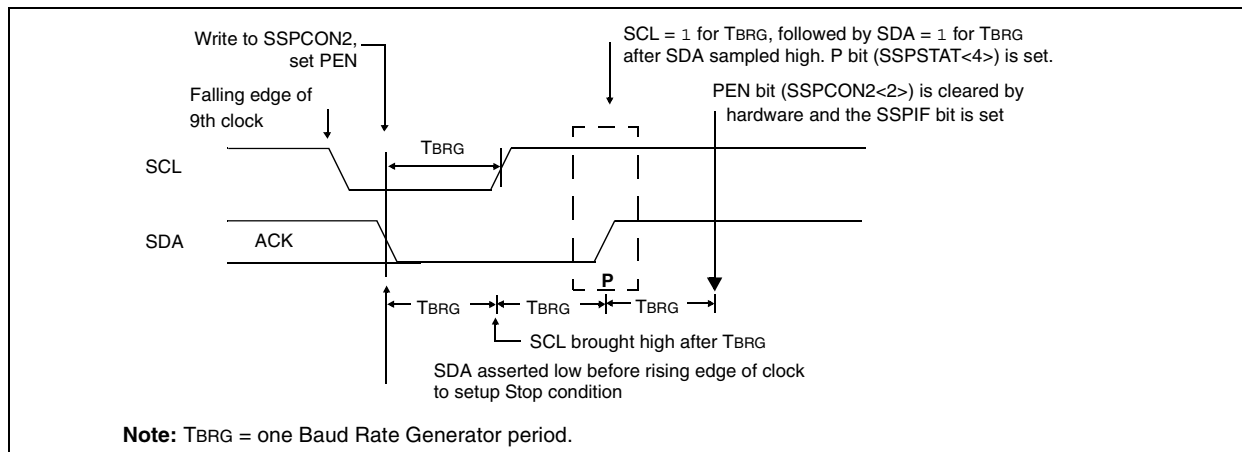 Write to SSPCON2,
set PEN
SCL = 1 for TBRG, followed by SDA = 1 for TBRG
after SDA sampled high. P bit (SSPSTAT<4>) is set.
Falling edge of
9th clock
PEN bit (SSPCON2<2>) is cleared by
hardware and the SSPIF bit is set
TBRG
SCL
SDA
ACK
P
TBRG
TBRG
TBRG
SCL brought high after TBRG
SDA asserted low before rising edge of clock
to setup Stop condition
Note: TBRG = one Baud Rate Generator period.